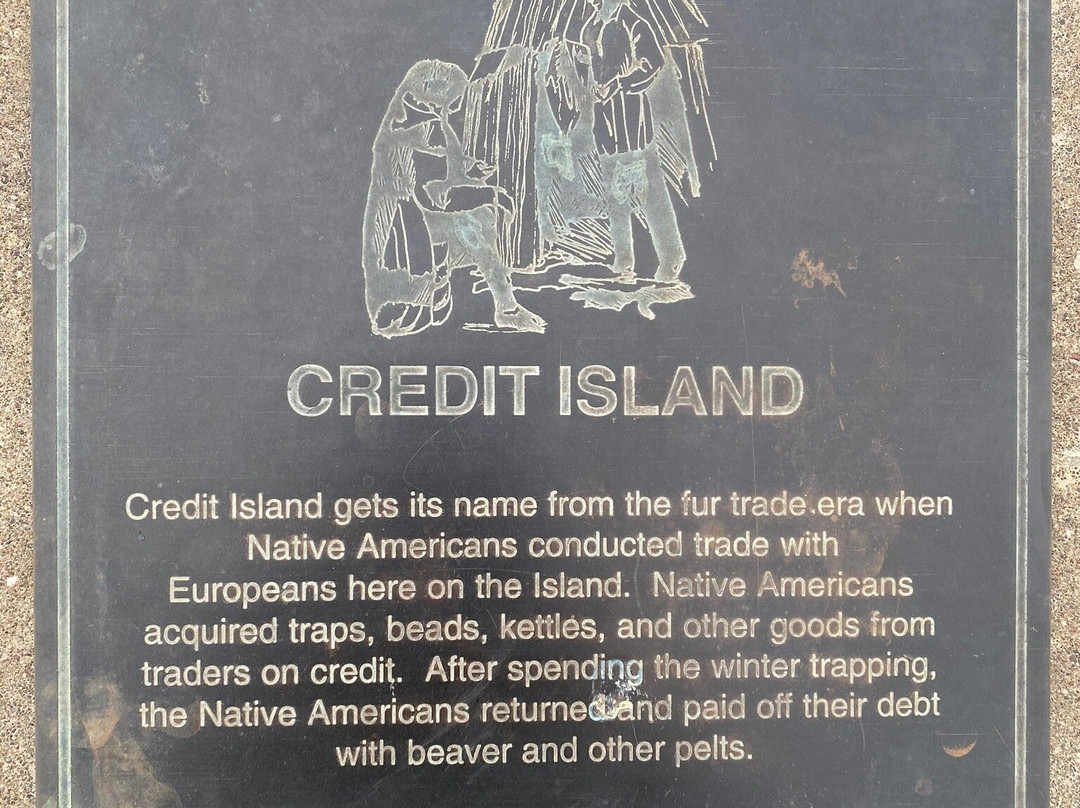 CREDIT ISLAND
Credit Island gets its name from the fur trade era when
Native Americans conducted trade with
Europeans here on the Island. Native Americans
acquired traps, beads, kettles, and other goods from
traders on credit. After spending the winter trapping,
the Native Americans returned and paid off their debt
with beaver and other pelts.